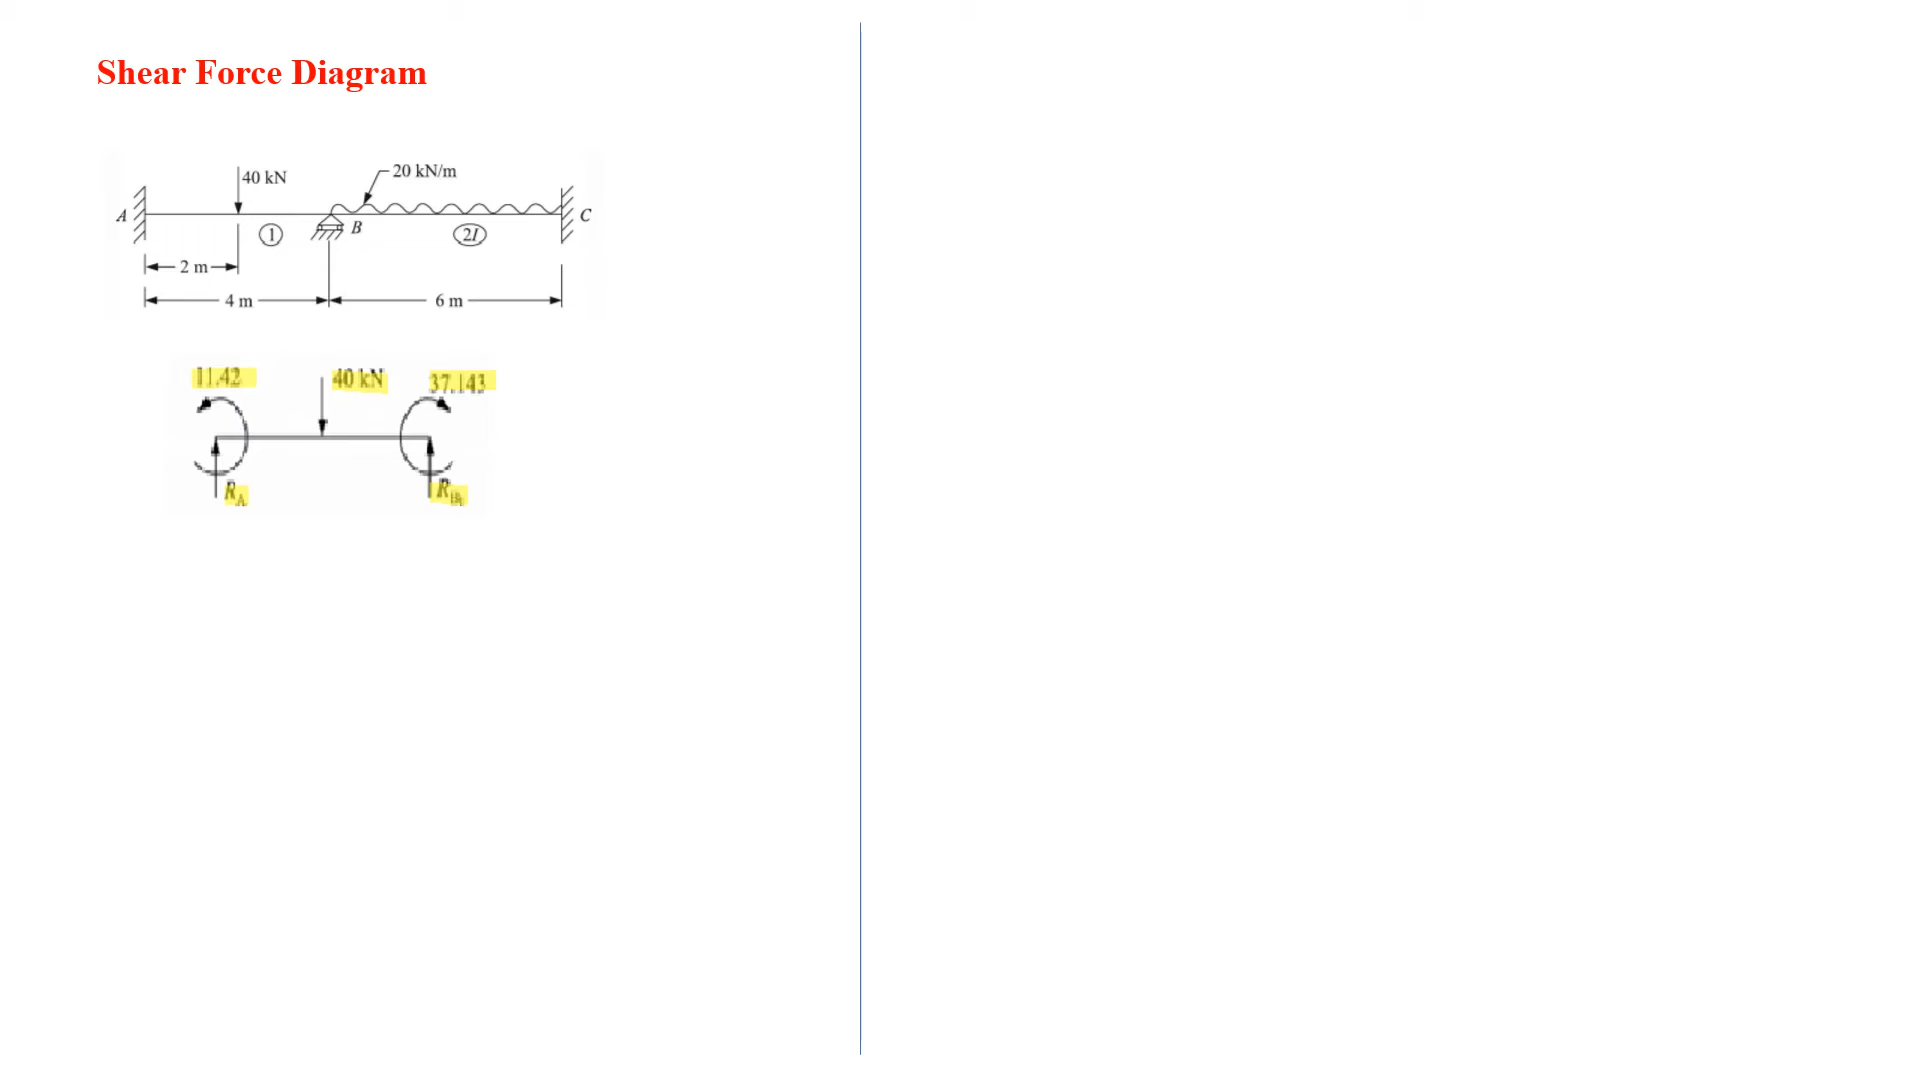 Shear Force Diagram
40 kN
20 kN/m
A
B
C
1
2I
2 m
4 m
6 m
11.42
40 kN
37.143
RA
RB1